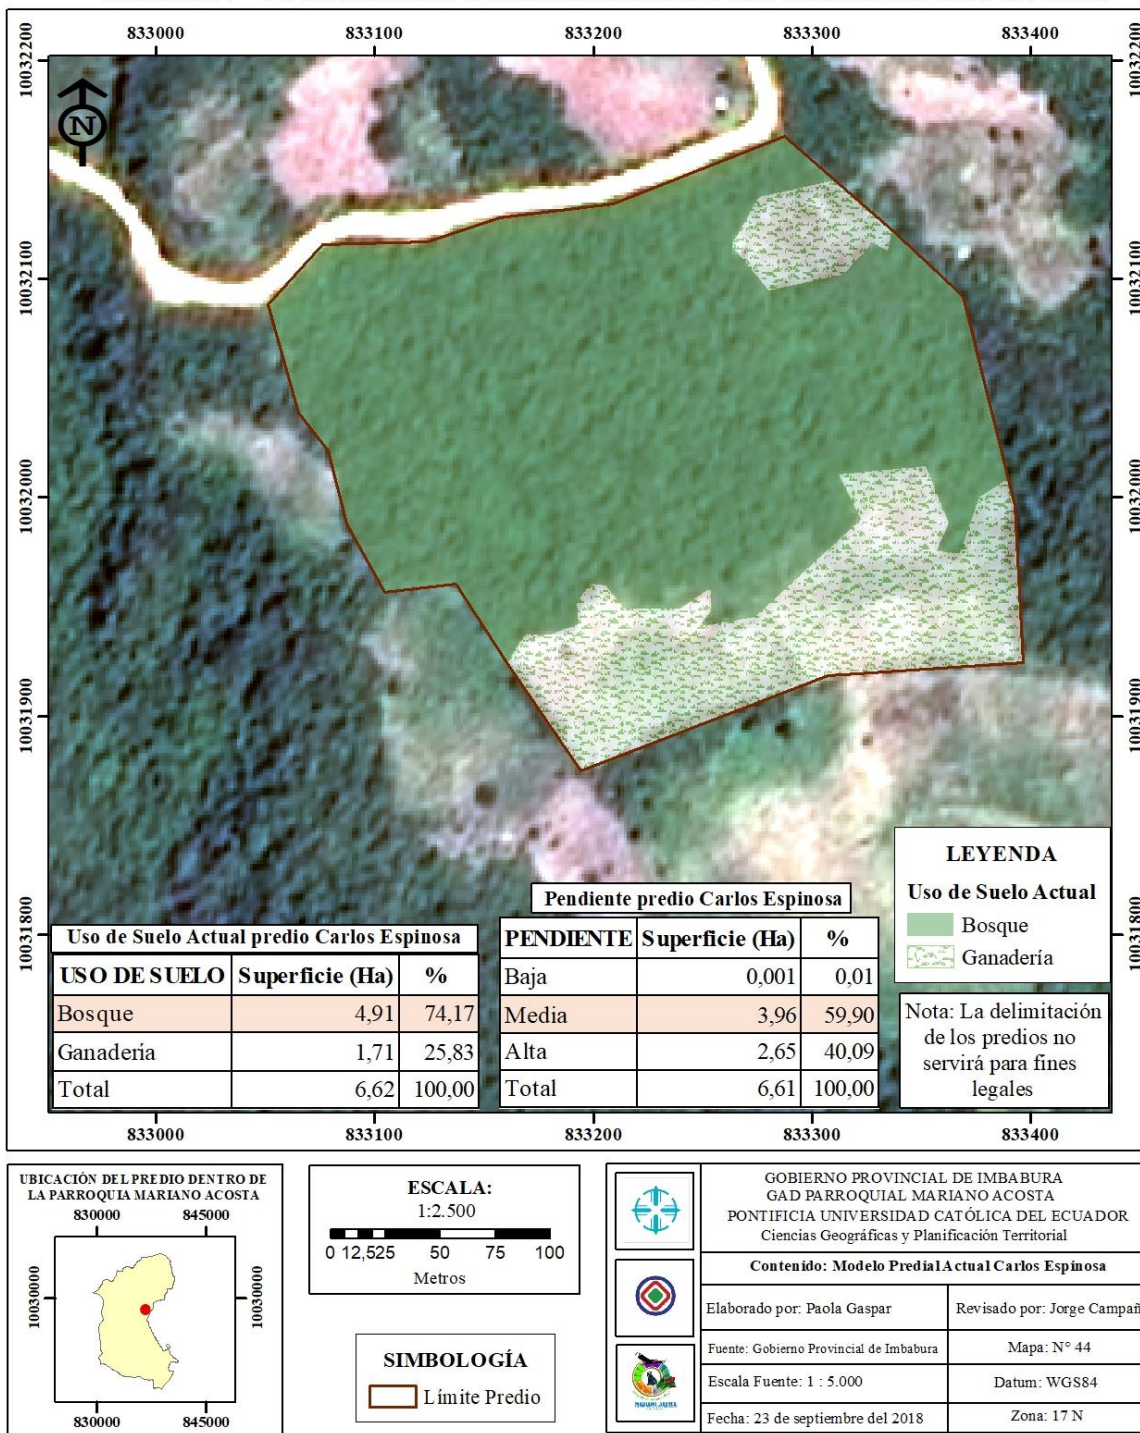 833000 833100 833200 833300 833400
10032200 10032200
N
10032100 10032100
10032000 10032000
10031900 10031900
10031800 10031800
LEYENDA
Uso de Suelo Actual
Bosque
Ganadería
Uso de Suelo Actual predio Carlos Espinosa
USO DE SUELO Superficie (Ha) %
Bosque 4,91 74,17
Ganadería 1,71 25,83
Total 6,62 100,00
Pendiente predio Carlos Espinosa
PENDIENTE Superficie (Ha) %
Baja 0,001 0,01
Media 3,96 59,90
Alta 2,65 40,09
Total 6,61 100,00
Nota: La delimitación
de los predios no
servirá para fines
legales
833000 833100 833200 833300 833400
UBICACIÓN DEL PREDIO DENTRO DE
LA PARROQUIA MARIANO ACOSTA
830000 845000
10030000 10030000
830000 845000
ESCALA:
1:2.500
0 12,525 50 75 100
Metros
SIMBOLOGÍA
Límite Predio
GOBIERNO PROVINCIAL DE IMBABURA
GAD PARROQUIAL MARIANO ACOSTA
PONTIFICIA UNIVERSIDAD CATÓLICA DEL ECUADOR
Ciencias Geográficas y Planificación Territorial
Contenido: Modelo Predial Actual Carlos Espinosa
Elaborado por: Paola Gaspar Revisado por: Jorge Campañ
Fuente: Gobierno Provincial de Imbabura Mapa: N° 44
Escala Fuente: 1 : 5.000 Datum: WGS84
Fecha: 23 de septiembre del 2018 Zona: 17 N